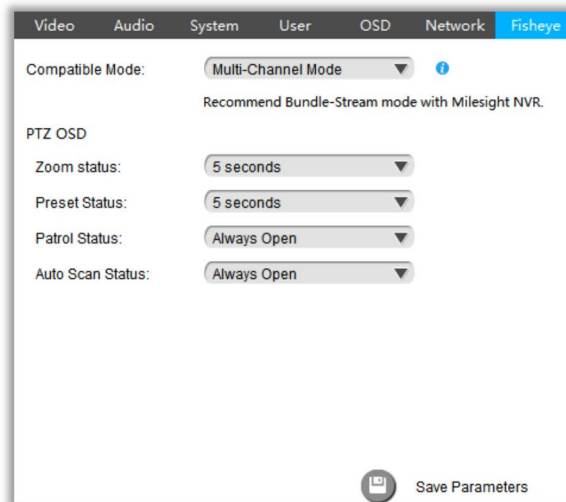 Video Audio System User OSD Network Fisheye
Compatible Mode: Multi-Channel Mode
Recommend Bundle-Stream mode with Milesight NVR.
PTZ OSD
Zoom status: 5 seconds
Preset Status: 5 seconds
Patrol Status: Always Open
Auto Scan Status: Always Open
Save Parameters